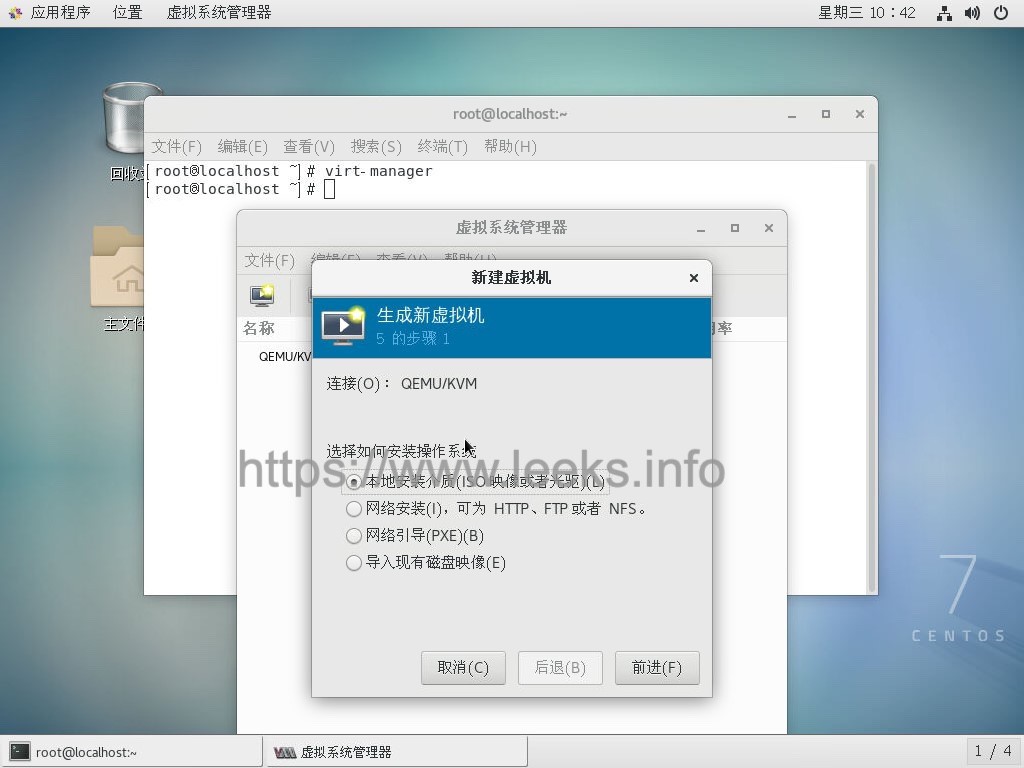 应用程序 位置 虚拟系统管理器 星期三 10：42
root@localhost:~
文件(F) 编辑(E) 查看(V) 搜索(S) 终端(T) 帮助(H)
[root@localhost ~]# virt-manager
[root@localhost ~]#
回收
虚拟系统管理器
文件(F) 编辑(E) 查看(V) 帮助(H)
新建虚拟机
生成新虚拟机
5 的步骤 1
名称 率
主文件
QEMU/KV
连接(O)： QEMU/KVM
选择如何安装操作系统
https://www.leeks.info
本地安装介质(ISO 映像或者光驱)(L)
网络安装(I)，可为 HTTP、FTP 或者 NFS。
网络引导(PXE)(B)
导入现有磁盘映像(E)
取消(C) 后退(B) 前进(F)
7
CENTOS
root@localhost:~ 虚拟系统管理器 1 / 4